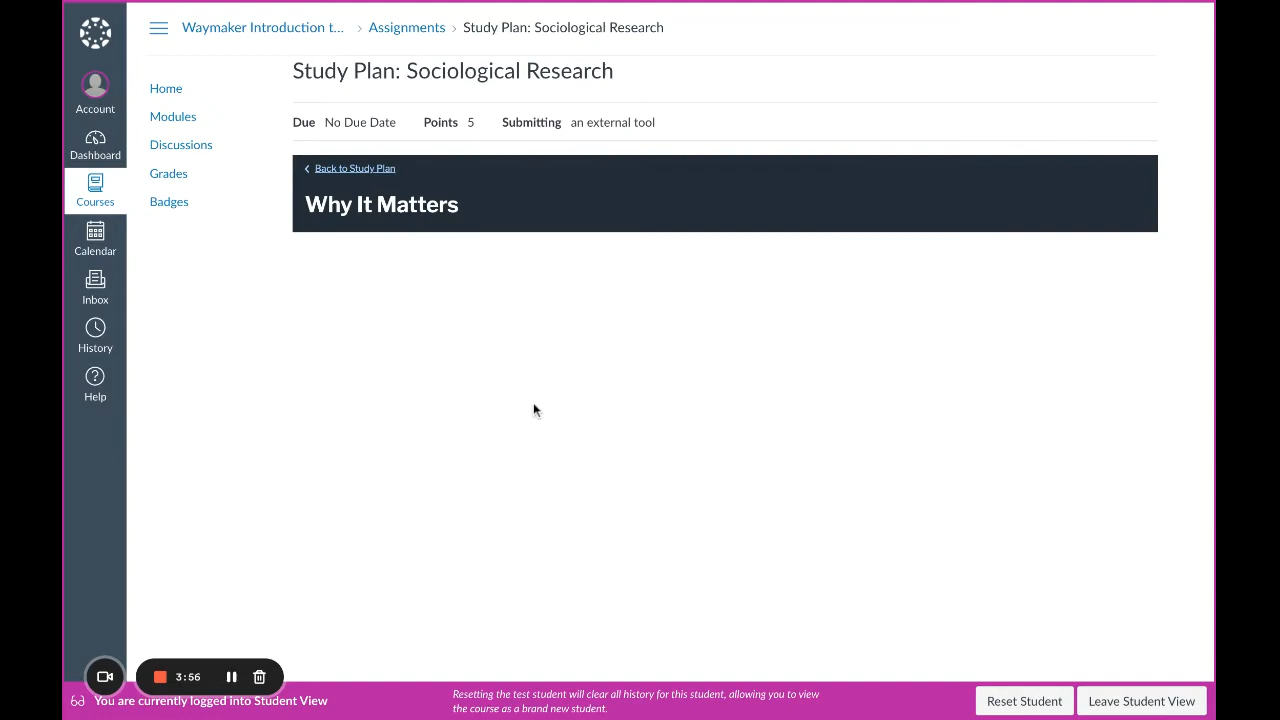 Waymaker Introduction t... › Assignments › Study Plan: Sociological Research
Study Plan: Sociological Research
Due No Due Date Points 5 Submitting an external tool
Back to Study Plan
Why It Matters
Home
Modules
Discussions
Grades
Badges
Account
Dashboard
Courses
Calendar
Inbox
History
Help
3:56
You are currently logged into Student View
Resetting the test student will clear all history for this student, allowing you to view
the course as a brand new student.
Reset Student
Leave Student View